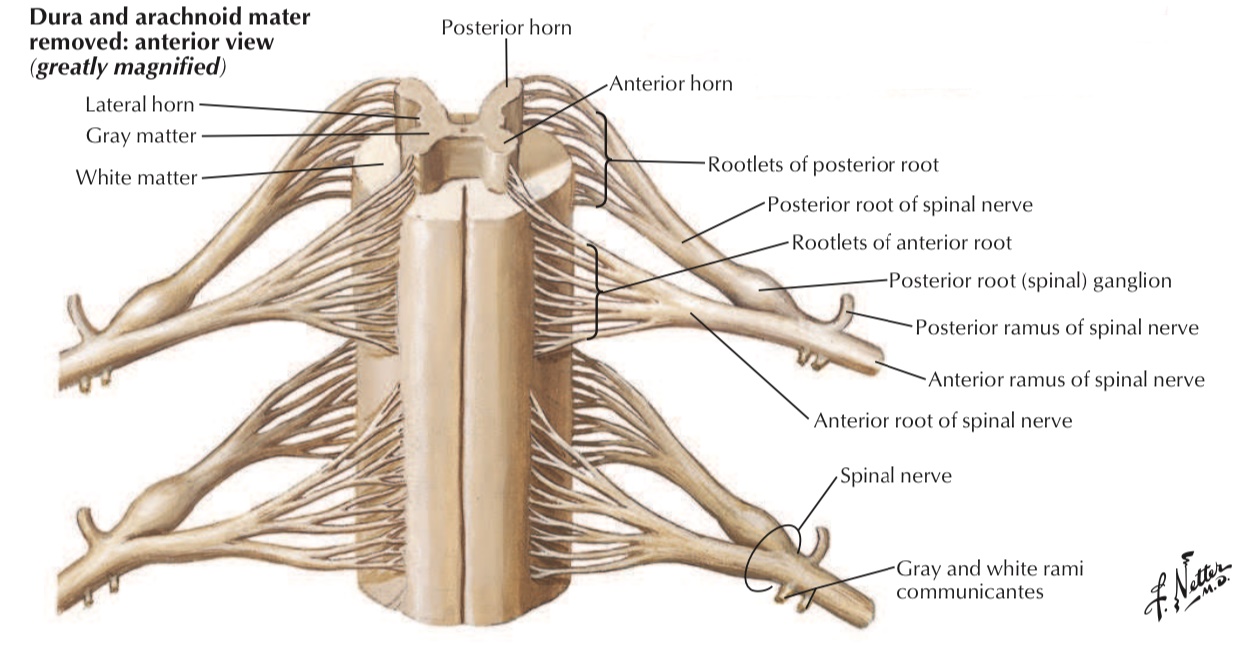 Dura and arachnoid mater
removed: anterior view
(greatly magnified)
Posterior horn
Anterior horn
Lateral horn
Gray matter
White matter
Rootlets of posterior root
Posterior root of spinal nerve
Rootlets of anterior root
Posterior root (spinal) ganglion
Posterior ramus of spinal nerve
Anterior ramus of spinal nerve
Anterior root of spinal nerve
Spinal nerve
Gray and white rami
communicantes
F. Netter
M.D.